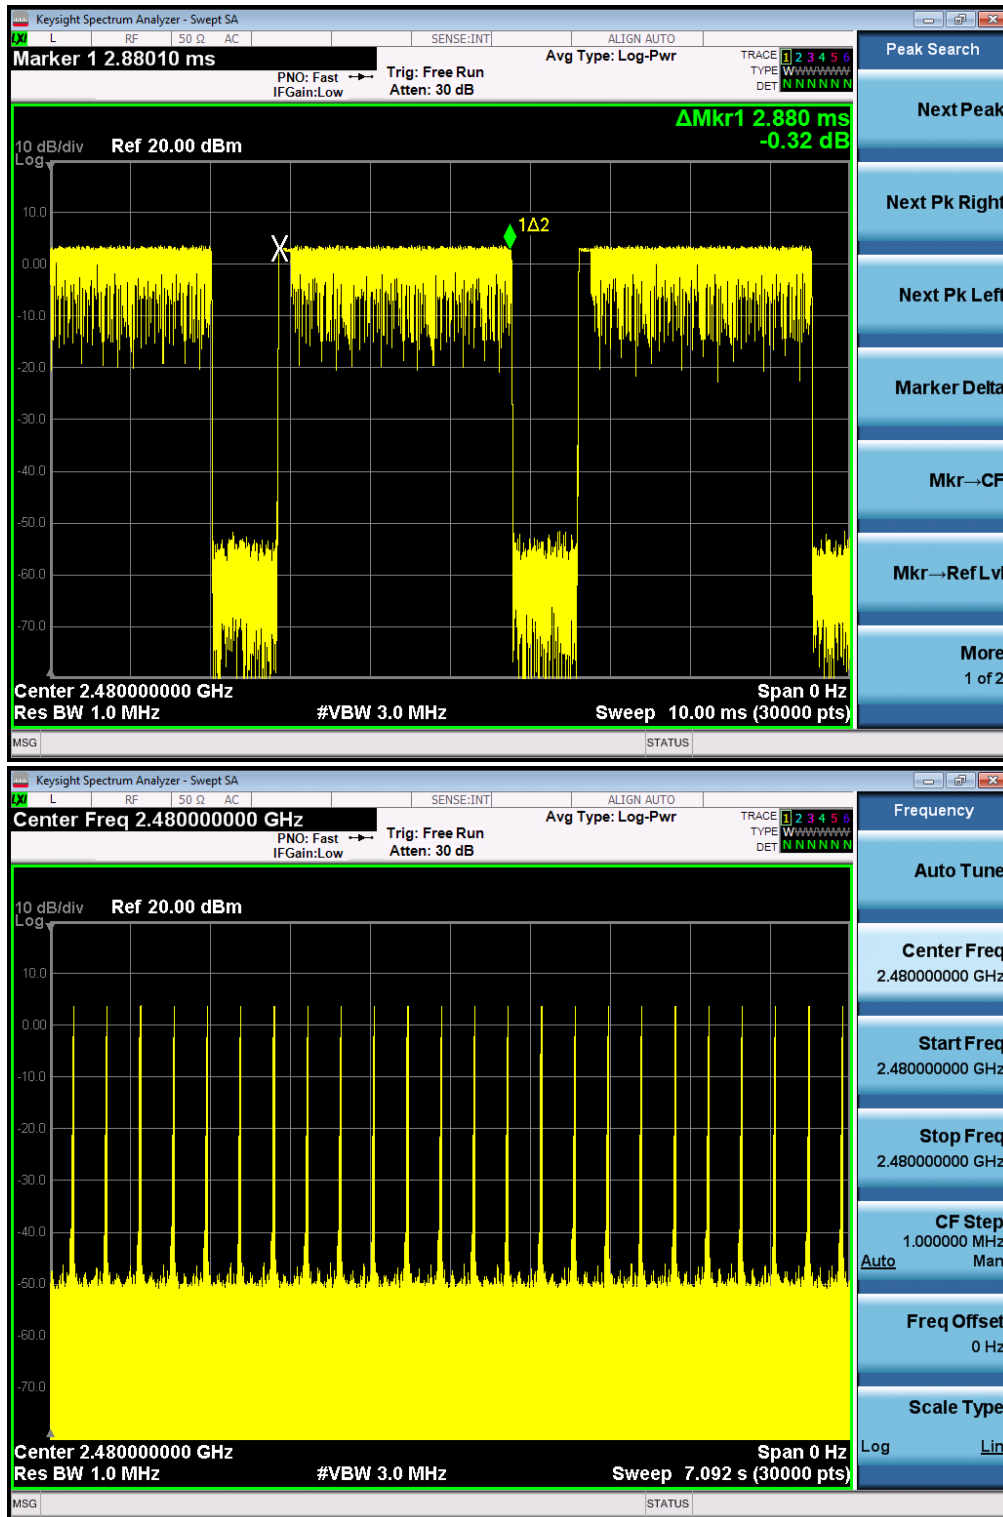 Keysight Spectrum Analyzer - Swept SA
LXI L RF 50 Ω AC SENSE:INT ALIGN AUTO
Marker 1 2.88010 ms
PNO: Fast
IFGain:Low
Trig: Free Run
Atten: 30 dB
Avg Type: Log-Pwr
TRACE 1 2 3 4 5 6
TYPE W
DET N N N N N N
ΔMkr1 2.880 ms
-0.32 dB
10 dB/div Ref 20.00 dBm
Log
10.0
0.00
-10.0
-20.0
-30.0
-40.0
-50.0
-60.0
-70.0
1Δ2
Center 2.480000000 GHz Span 0 Hz
Res BW 1.0 MHz #VBW 3.0 MHz Sweep 10.00 ms (30000 pts)
MSG STATUS
Peak Search
Next Peak
Next Pk Right
Next Pk Left
Marker Delta
Mkr→CF
Mkr→Ref Lvl
More
1 of 2
Keysight Spectrum Analyzer - Swept SA
LXI L RF 50 Ω AC SENSE:INT ALIGN AUTO
Center Freq 2.480000000 GHz
PNO: Fast
IFGain:Low
Trig: Free Run
Atten: 30 dB
Avg Type: Log-Pwr
TRACE 1 2 3 4 5 6
TYPE W
DET N N N N N N
10 dB/div Ref 20.00 dBm
Log
10.0
0.00
-10.0
-20.0
-30.0
-40.0
-50.0
-60.0
-70.0
Center 2.480000000 GHz Span 0 Hz
Res BW 1.0 MHz #VBW 3.0 MHz Sweep 7.092 s (30000 pts)
MSG STATUS
Frequency
Auto Tune
Center Freq
2.480000000 GHz
Start Freq
2.480000000 GHz
Stop Freq
2.480000000 GHz
CF Step
1.000000 MHz
Auto Man
Freq Offset
0 Hz
Scale Type
Log Lin